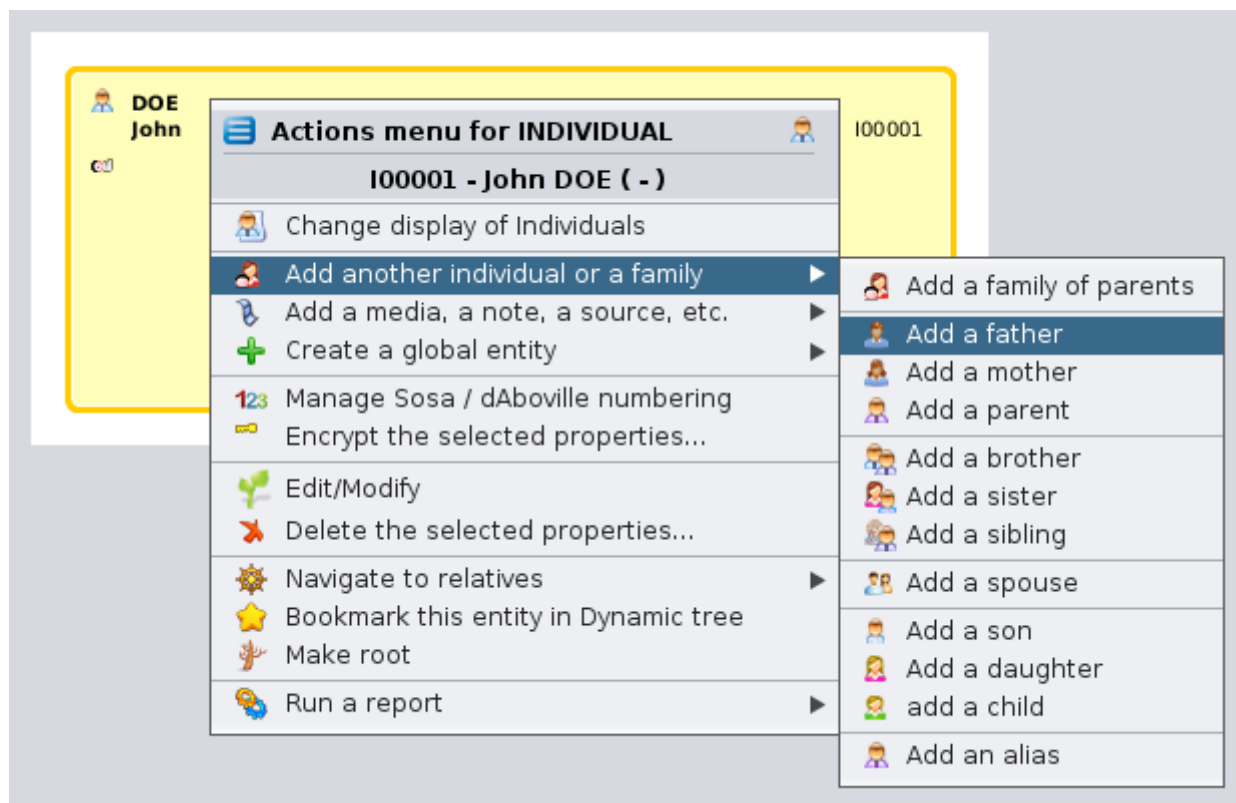 DOE
John
I00001
Actions menu for INDIVIDUAL
I00001 - John DOE ( - )
Change display of Individuals
Add another individual or a family
Add a media, a note, a source, etc.
Create a global entity
123 Manage Sosa / dAboville numbering
Encrypt the selected properties...
Edit/Modify
Delete the selected properties...
Navigate to relatives
Bookmark this entity in Dynamic tree
Make root
Run a report
Add a family of parents
Add a father
Add a mother
Add a parent
Add a brother
Add a sister
Add a sibling
Add a spouse
Add a son
Add a daughter
add a child
Add an alias